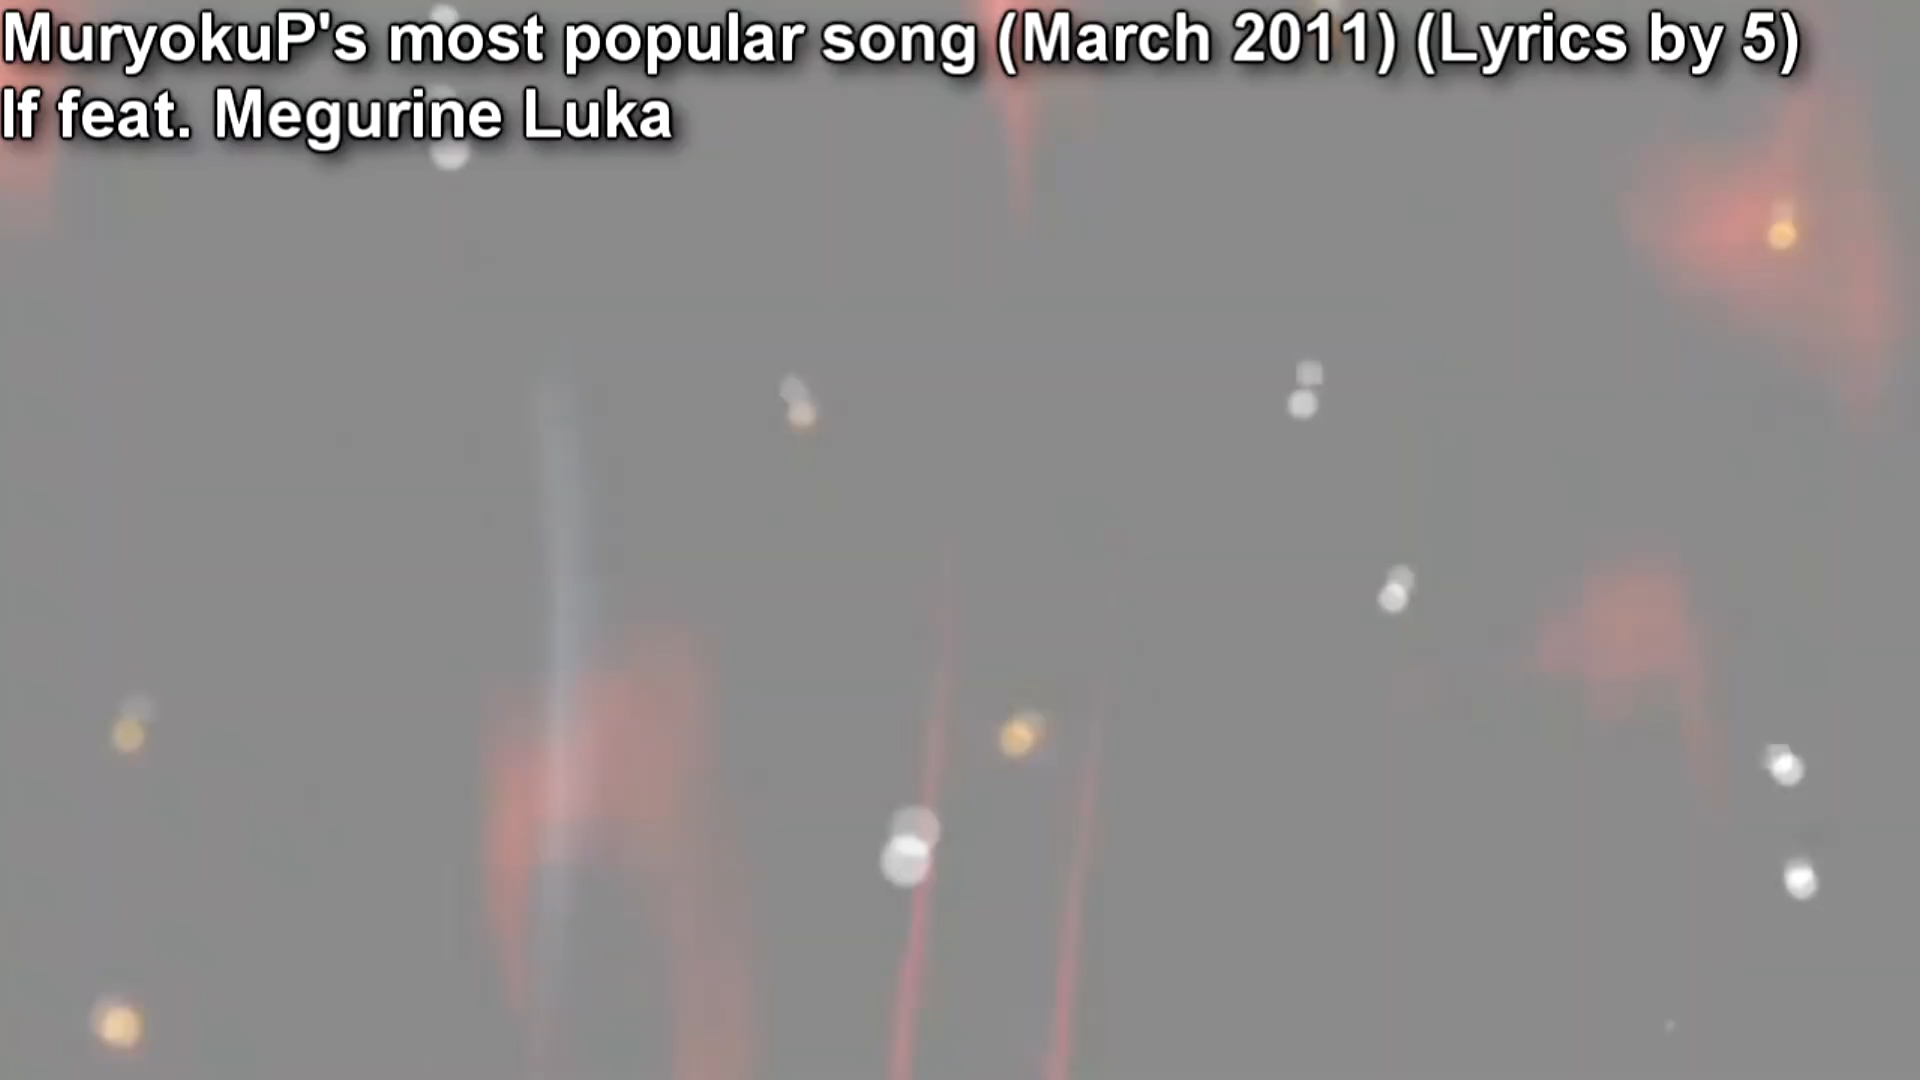 MuryokuP's most popular song (March 2011) (Lyrics by 5)
If feat. Megurine Luka